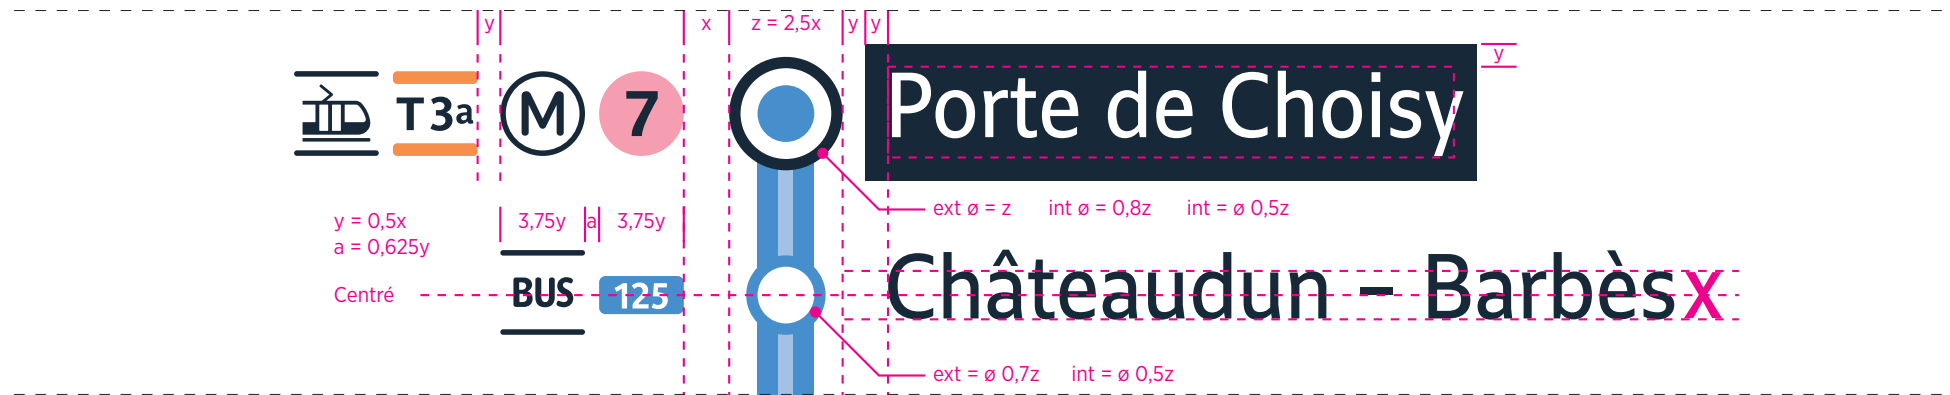 y x z = 2,5x y y
y
T3a M 7 Porte de Choisy
ext ø = z int ø = 0,8z int = ø 0,5z
y = 0,5x 3,75y a 3,75y
a = 0,625y
Centré BUS 125 Châteaudun – Barbès x
ext = ø 0,7z int = ø 0,5z